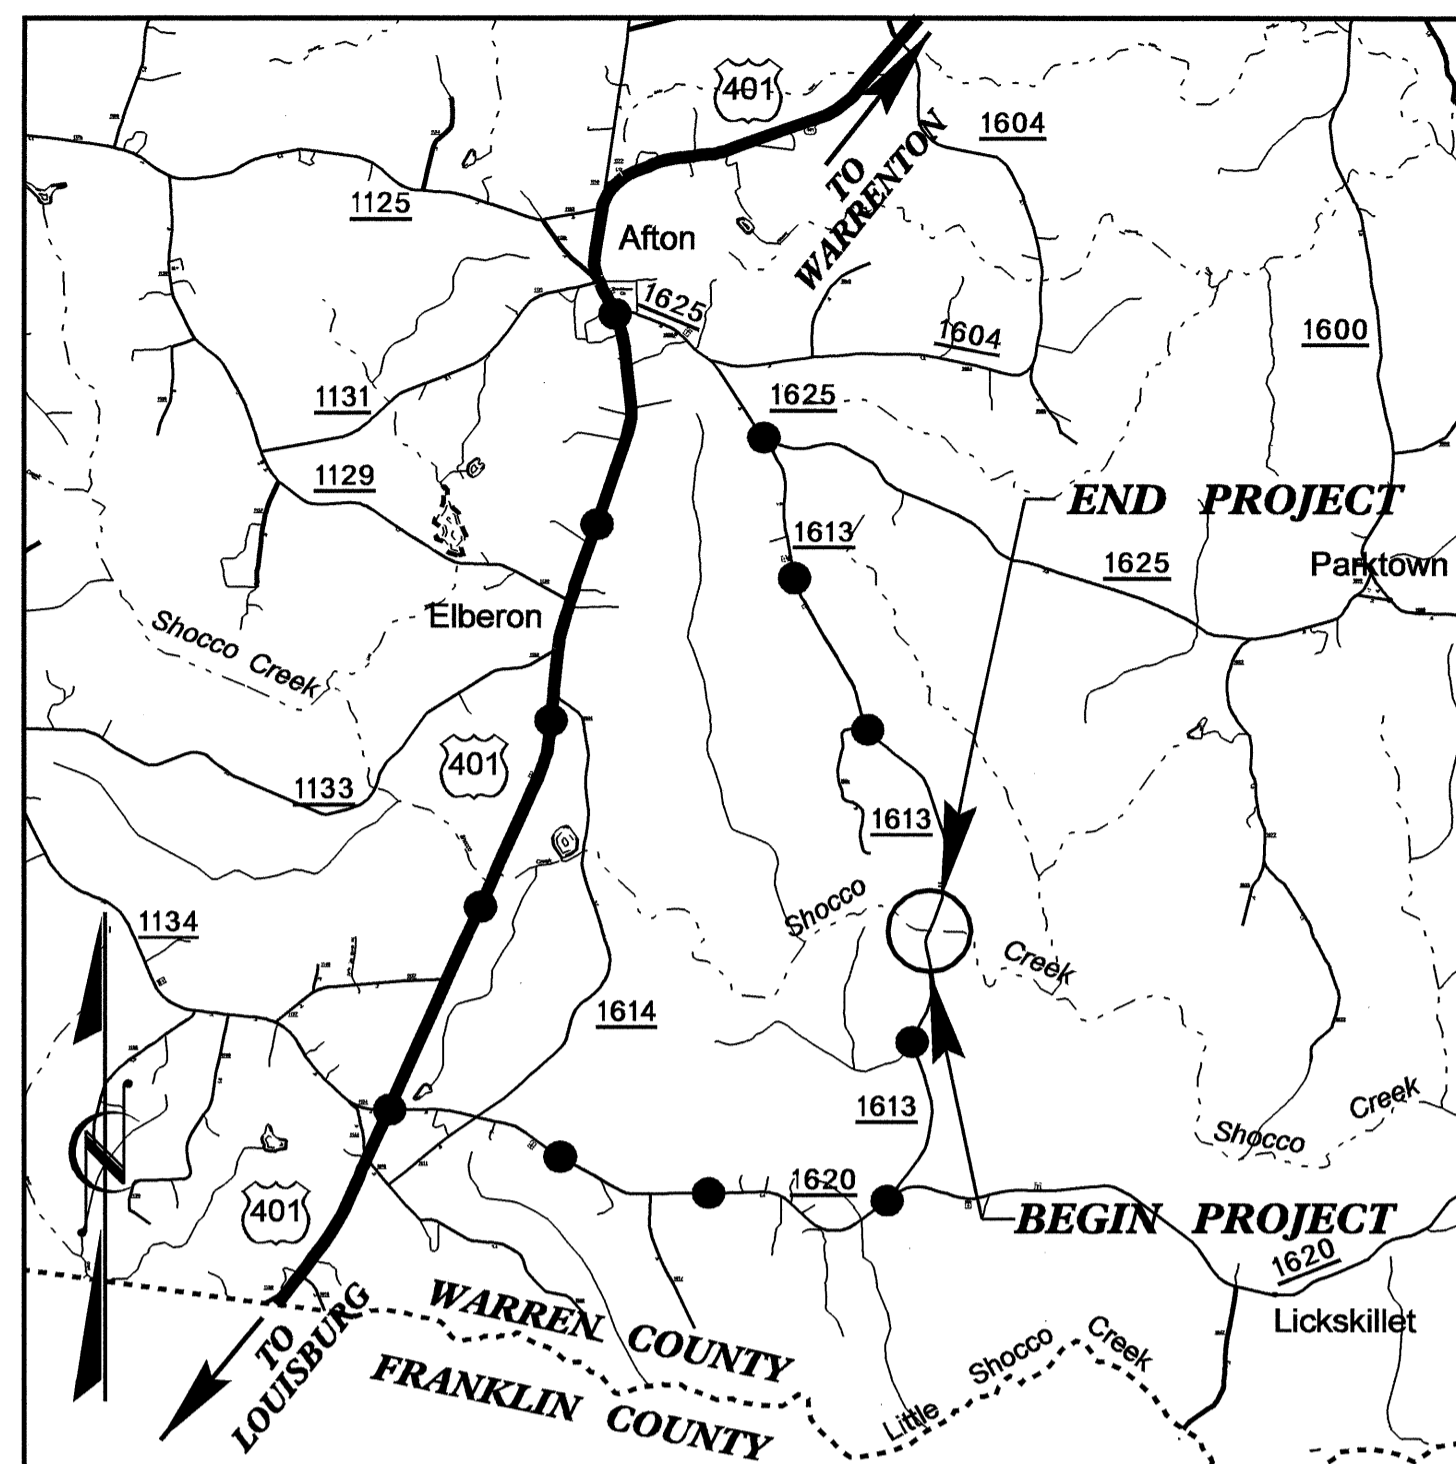 401
1604
TO
WARRENTON
1125
Afton
1625
1604
1600
1131
1625
1129
END PROJECT
1613
1625
Parktown
Elberon
Shocco Creek
401
1133
1613
Shocco
Creek
1134
1614
N
1613
Creek
Shocco
1620
401
BEGIN PROJECT
1620
Lickskillet
TO
LOUISBURG
WARREN COUNTY
FRANKLIN COUNTY
Little Shocco Creek